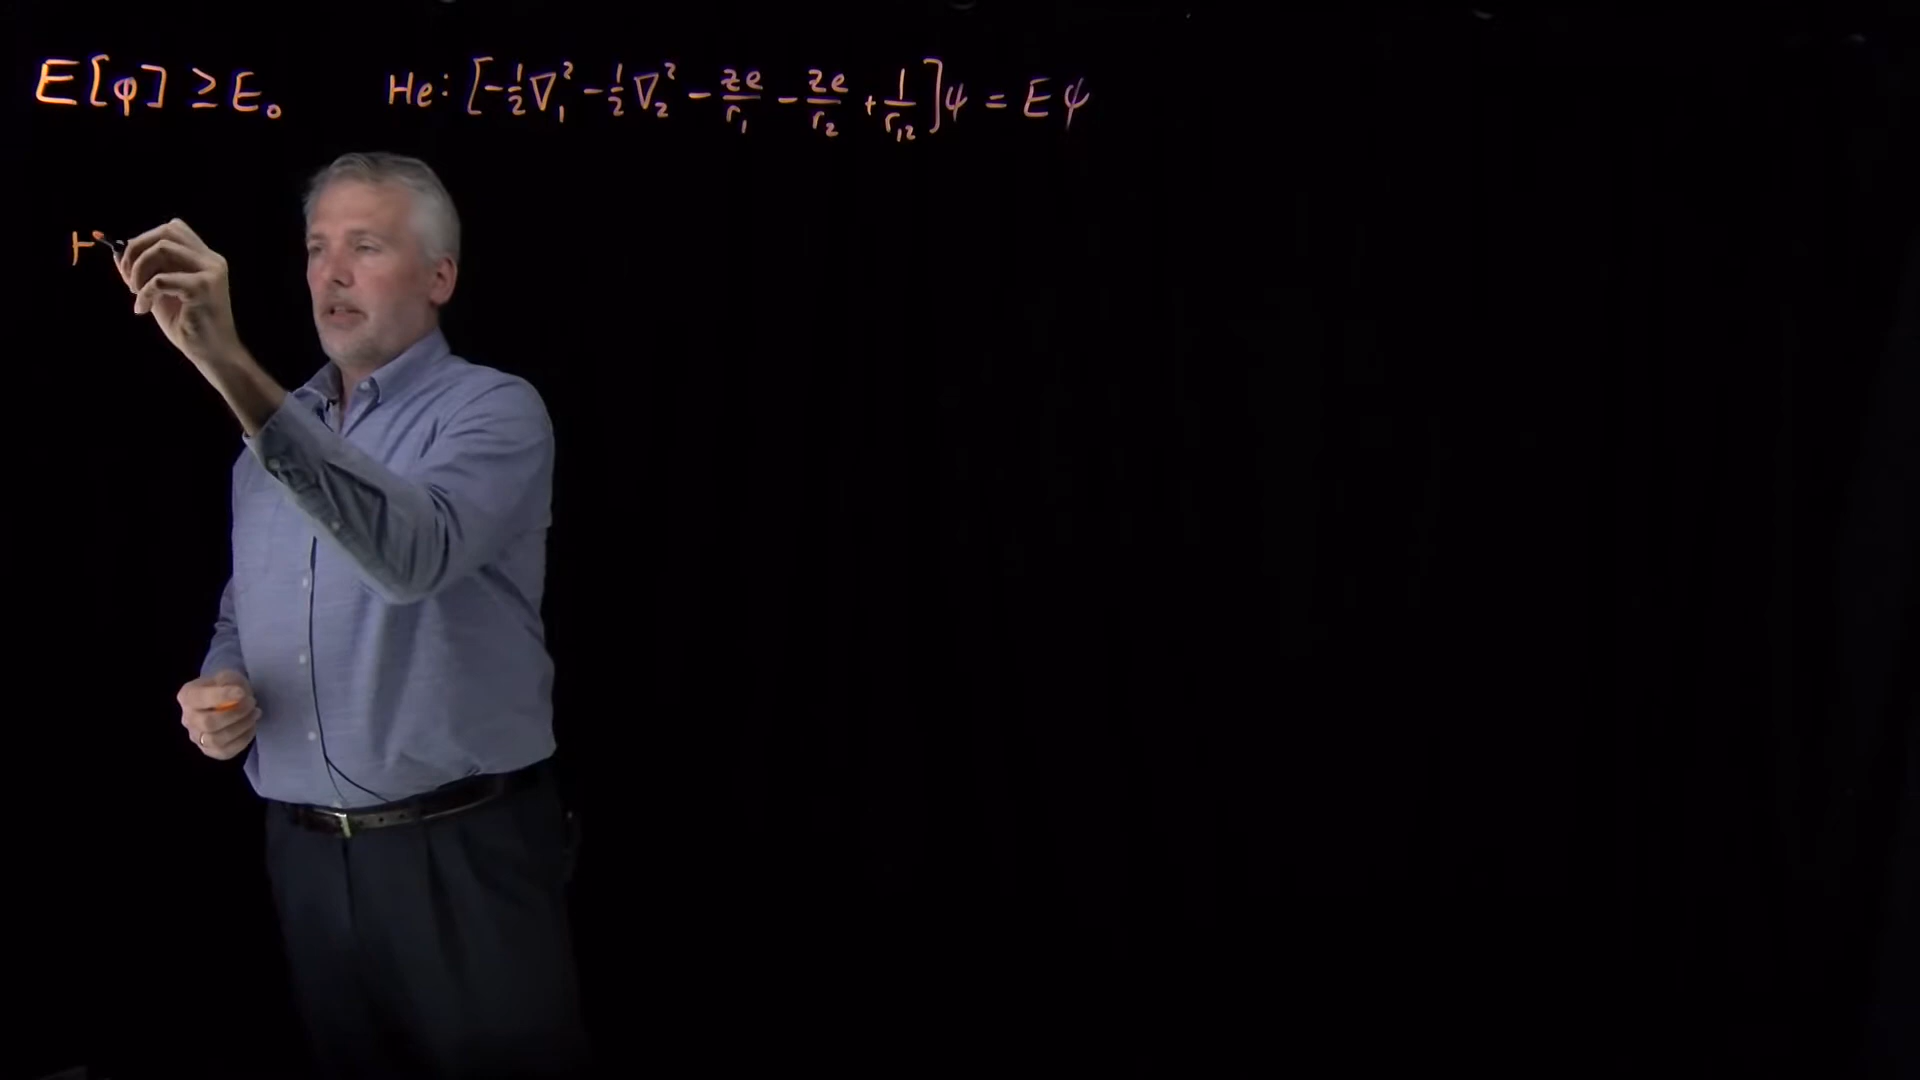 E[φ] ≥ E₀ He: [-½∇₁² - ½∇₂² - ze/r₁ - ze/r₂ + 1/r₁₂]ψ = Eψ
H